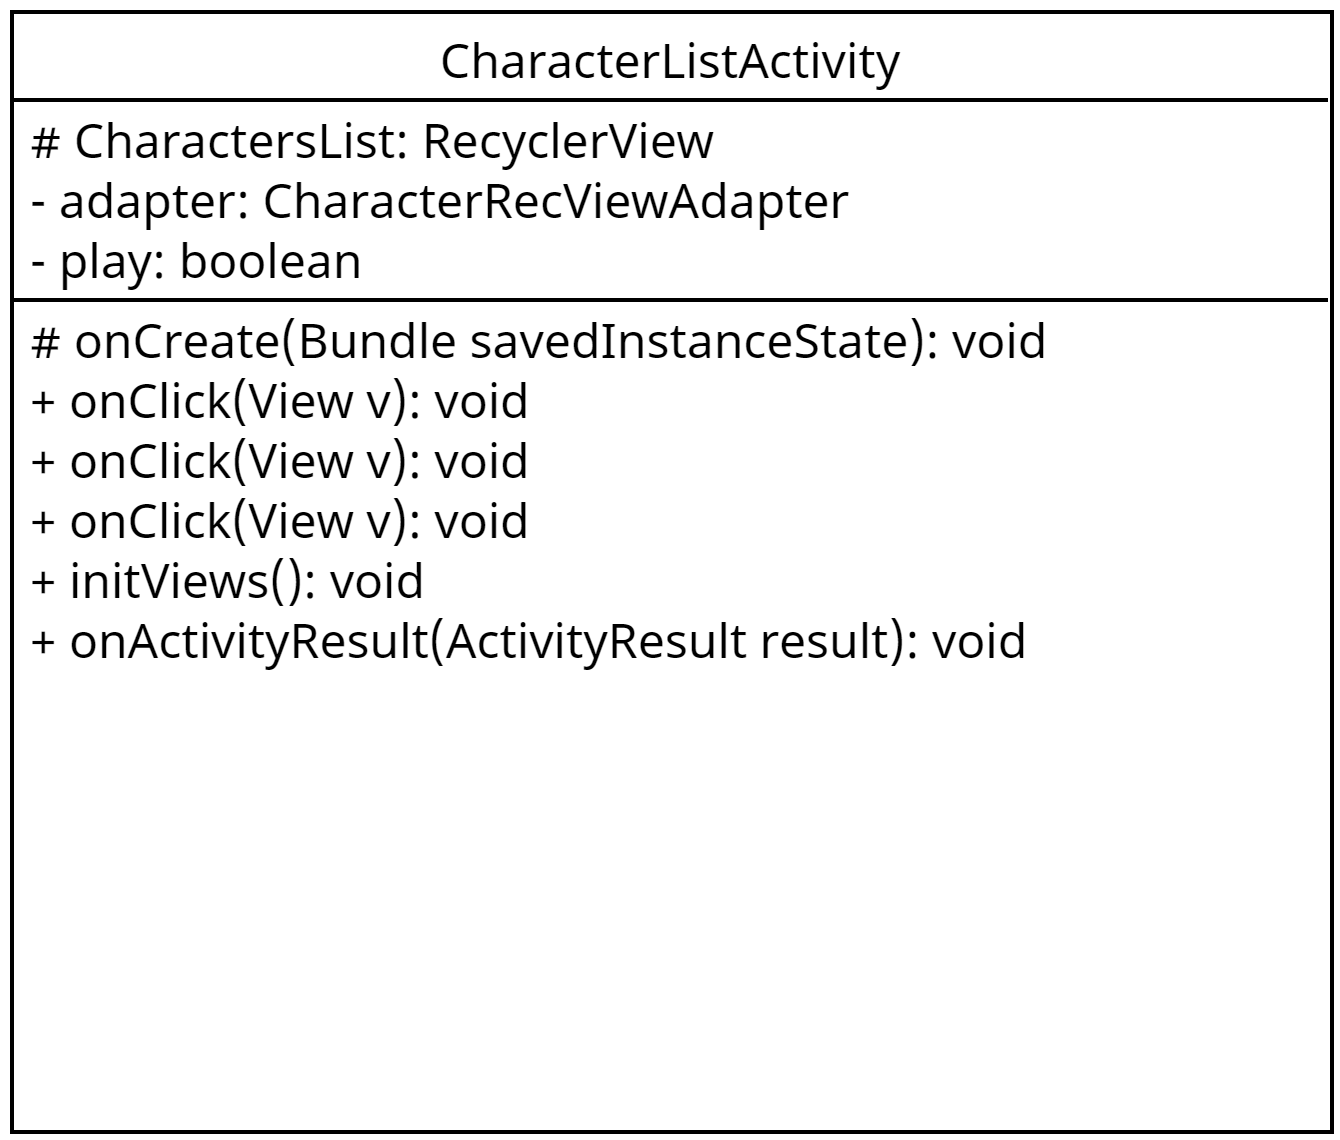 CharacterListActivity
# CharactersList: RecyclerView
- adapter: CharacterRecViewAdapter
- play: boolean
# onCreate(Bundle savedInstanceState): void
+ onClick(View v): void
+ onClick(View v): void
+ onClick(View v): void
+ initViews(): void
+ onActivityResult(ActivityResult result): void